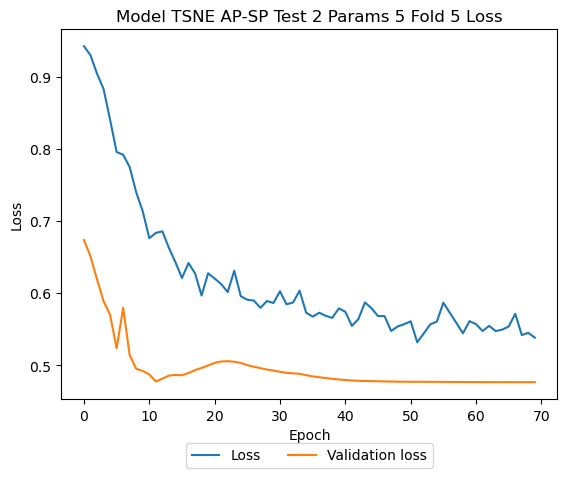 Model TSNE AP-SP Test 2 Params 5 Fold 5 Loss
0.9
0.8
0.7
0.6
0.5
Loss
0 10 20 30 40 50 60 70
Epoch
Loss Validation loss